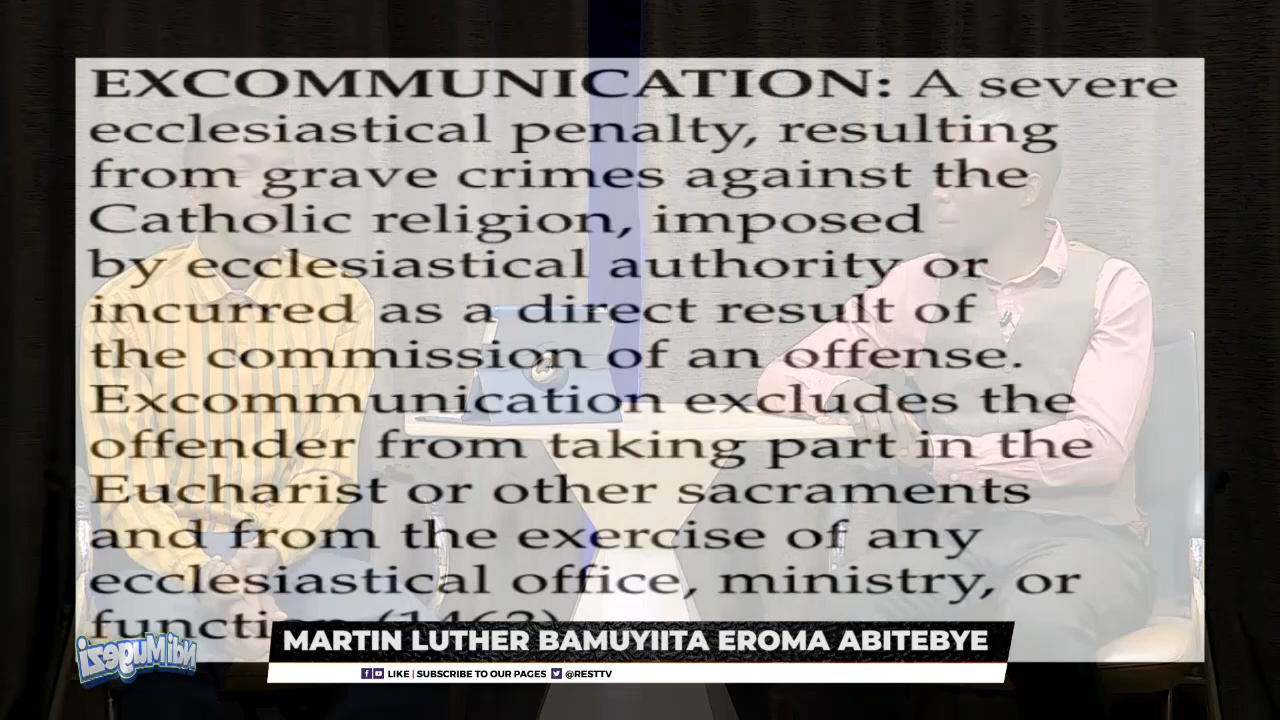 EXCOMMUNICATION: A severe
ecclesiastical penalty, resulting
from grave crimes against the
Catholic religion, imposed
by ecclesiastical authority or
incurred as a direct result of
the commission of an offense.
Excommunication excludes the
offender from taking part in the
Eucharist or other sacraments
and from the exercise of any
ecclesiastical office, ministry, or
function (1463)
MARTIN LUTHER BAMUYIITA EROMA ABITEBYE
ndiMugezi
LIKE | SUBSCRIBE TO OUR PAGES @RESTTV